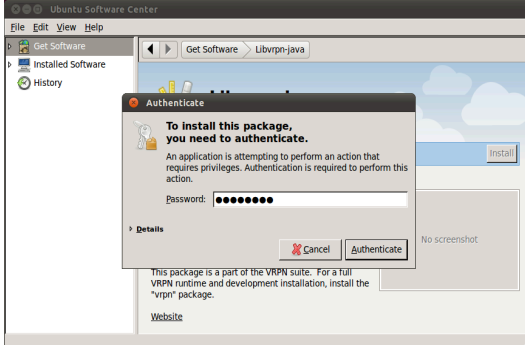 Ubuntu Software Center
File Edit View Help
Get Software
Installed Software
History
Get Software
Libvrpn-java
Install
No screenshot
Authenticate
To install this package,
you need to authenticate.
An application is attempting to perform an action that
requires privileges. Authentication is required to perform this
action.
Password: ●●●●●●●●
Details
Cancel
Authenticate
This package is a part of the VRPN suite. For a full
VRPN runtime and development installation, install the
"vrpn" package.
Website